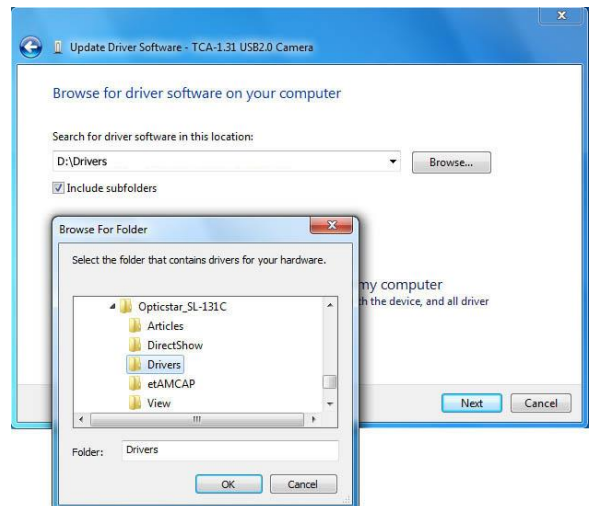 Update Driver Software - TCA-1.31 USB2.0 Camera
Browse for driver software on your computer
Search for driver software in this location:
D:\Drivers
Browse...
Include subfolders
Browse For Folder
Select the folder that contains drivers for your hardware.
my computer
the device, and all driver
Opticstar_SL-131C
Articles
DirectShow
Drivers
etAMCAP
View
Folder: Drivers
OK Cancel
Next Cancel